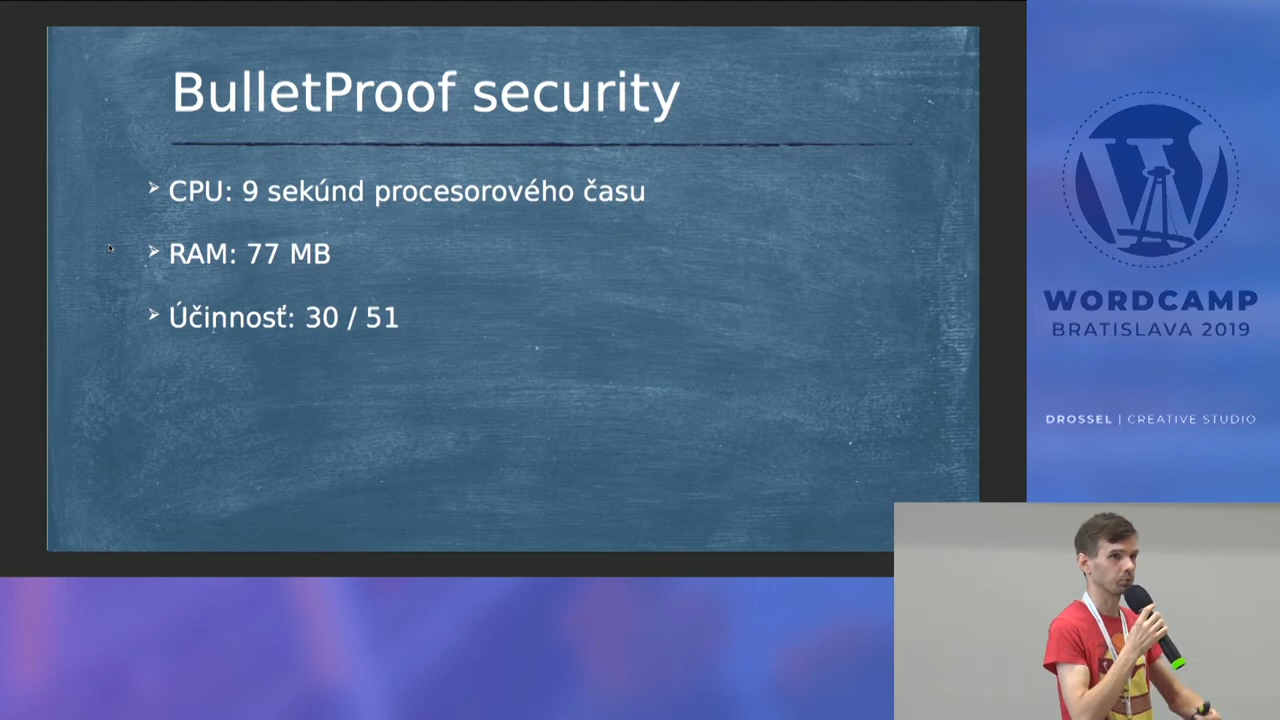 BulletProof security
CPU: 9 sekúnd procesorového času
RAM: 77 MB
Účinnosť: 30 / 51
WORDCAMP
BRATISLAVA 2019
DROSSEL | CREATIVE STUDIO